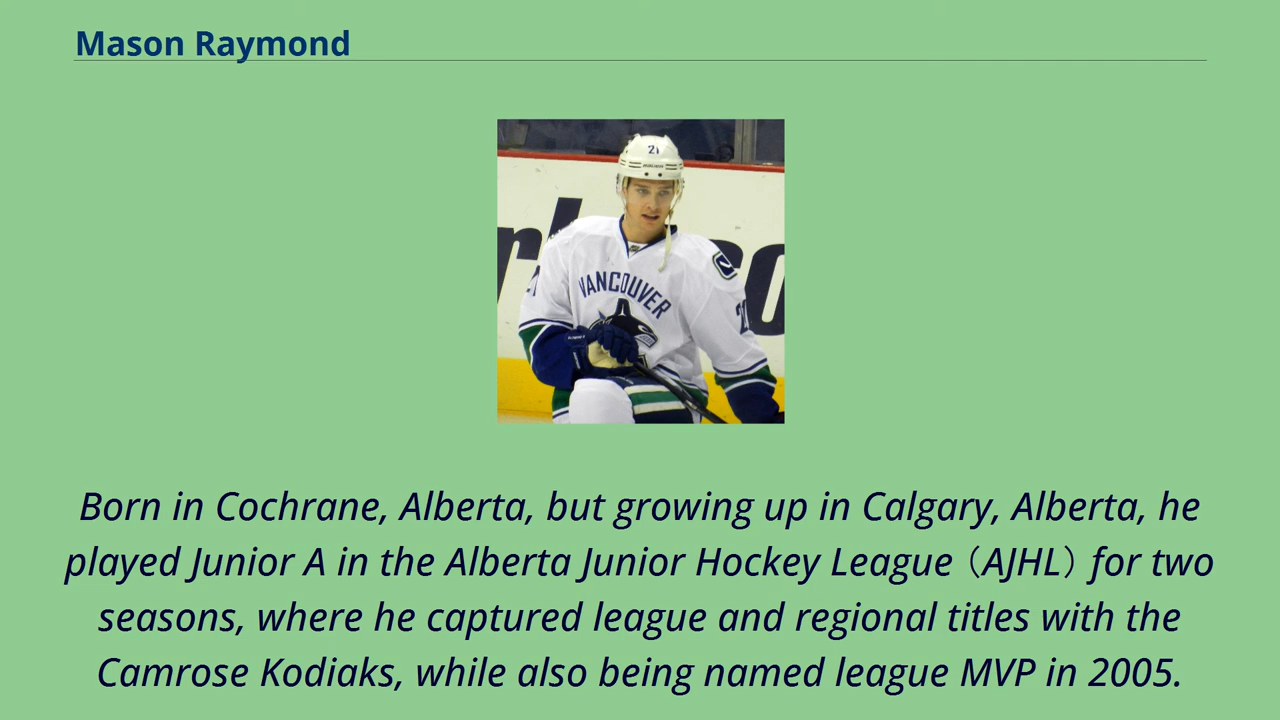 Mason Raymond
21
VANCOUVER
Born in Cochrane, Alberta, but growing up in Calgary, Alberta, he
played Junior A in the Alberta Junior Hockey League（AJHL）for two
seasons, where he captured league and regional titles with the
Camrose Kodiaks, while also being named league MVP in 2005.